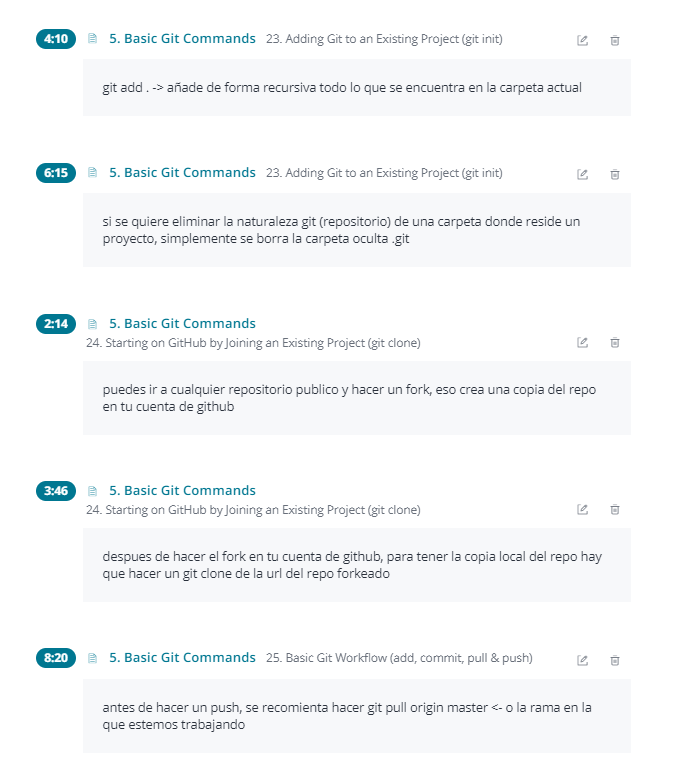 4:10 5. Basic Git Commands 23. Adding Git to an Existing Project (git init)
git add . -> añade de forma recursiva todo lo que se encuentra en la carpeta actual
6:15 5. Basic Git Commands 23. Adding Git to an Existing Project (git init)
si se quiere eliminar la naturaleza git (repositorio) de una carpeta donde reside un
proyecto, simplemente se borra la carpeta oculta .git
2:14 5. Basic Git Commands
24. Starting on GitHub by Joining an Existing Project (git clone)
puedes ir a cualquier repositorio publico y hacer un fork, eso crea una copia del repo
en tu cuenta de github
3:46 5. Basic Git Commands
24. Starting on GitHub by Joining an Existing Project (git clone)
despues de hacer el fork en tu cuenta de github, para tener la copia local del repo hay
que hacer un git clone de la url del repo forkeado
8:20 5. Basic Git Commands 25. Basic Git Workflow (add, commit, pull & push)
antes de hacer un push, se recomienta hacer git pull origin master <- o la rama en la
que estemos trabajando